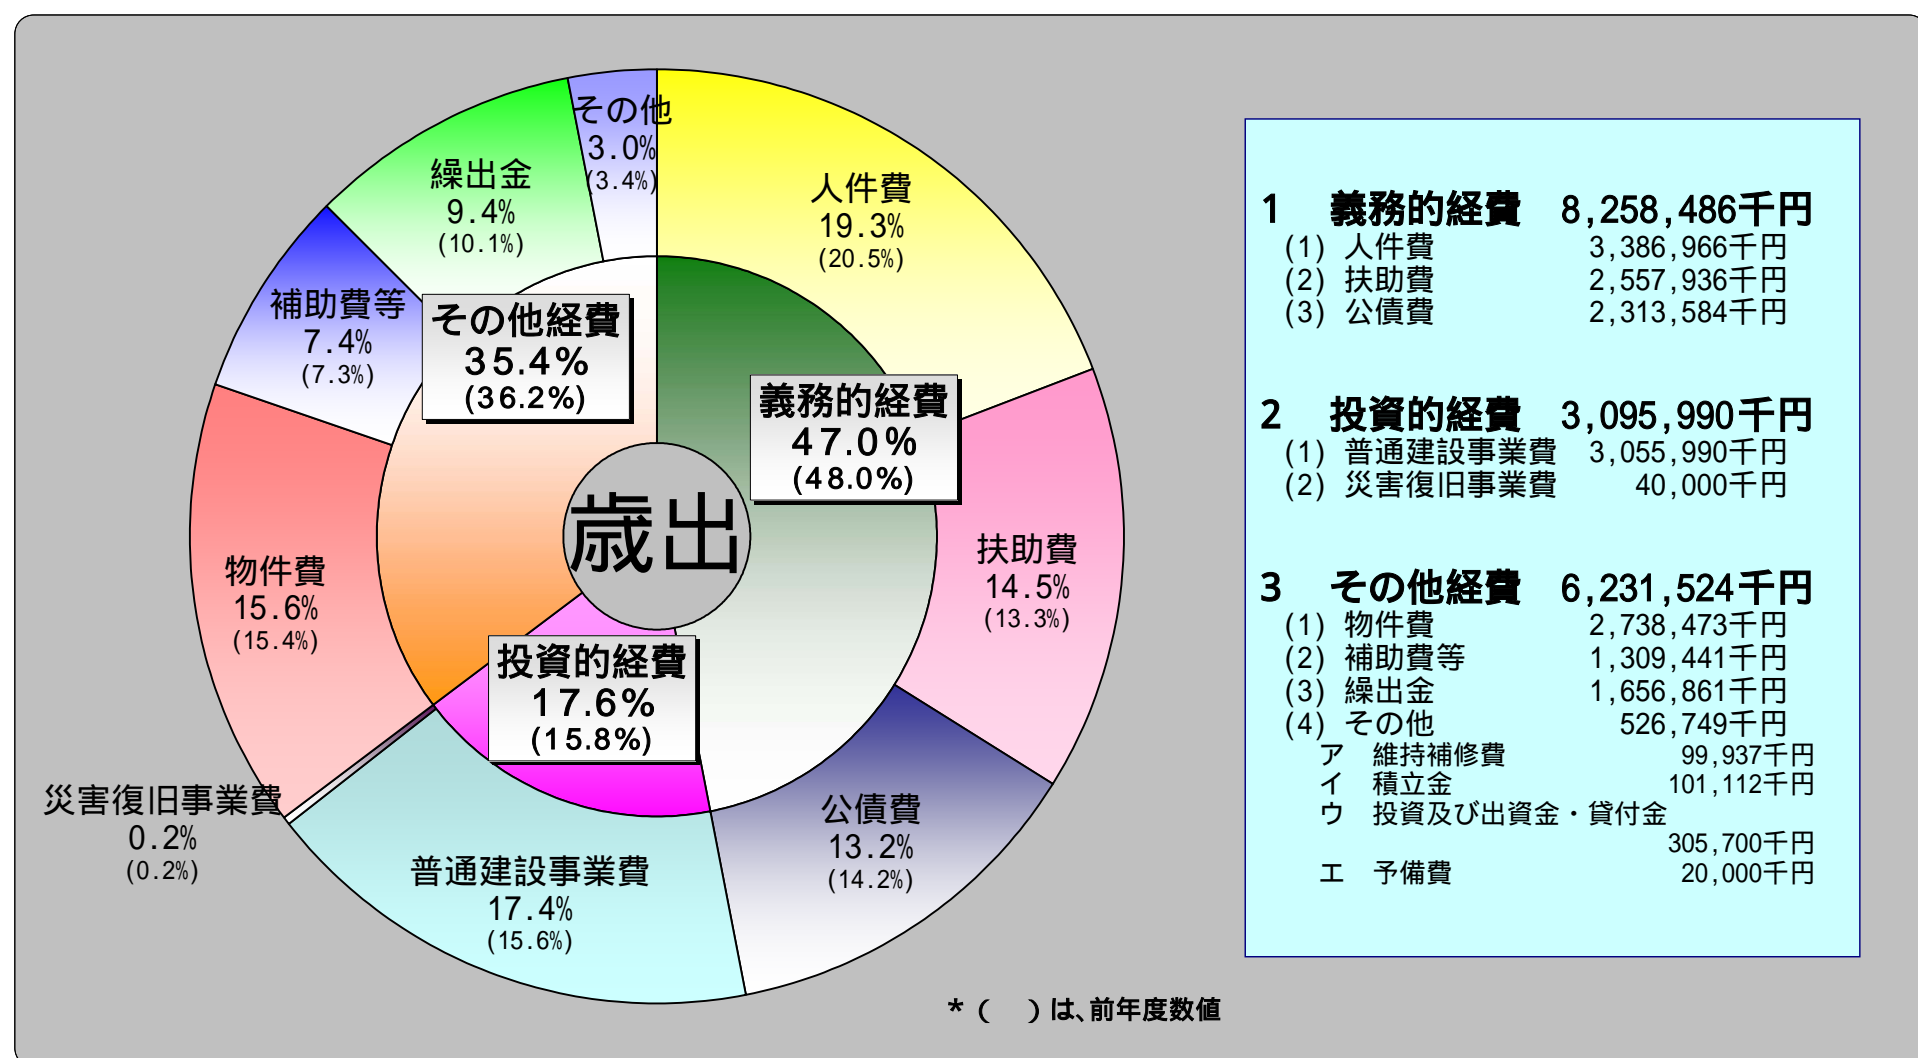 その他
3.0%
(3.4%)
人件費
19.3%
(20.5%)
繰出金
9.4%
(10.1%)
補助費等
7.4%
(7.3%)
その他経費
35.4%
(36.2%)
義務的経費
47.0%
(48.0%)
歳出
扶助費
14.5%
(13.3%)
物件費
15.6%
(15.4%)
投資的経費
17.6%
(15.8%)
災害復旧事業費
0.2%
(0.2%)
公債費
13.2%
(14.2%)
普通建設事業費
17.4%
(15.6%)
1 義務的経費 8,258,486千円
(1) 人件費 3,386,966千円
(2) 扶助費 2,557,936千円
(3) 公債費 2,313,584千円
2 投資的経費 3,095,990千円
(1) 普通建設事業費 3,055,990千円
(2) 災害復旧事業費 40,000千円
3 その他経費 6,231,524千円
(1) 物件費 2,738,473千円
(2) 補助費等 1,309,441千円
(3) 繰出金 1,656,861千円
(4) その他 526,749千円
ア 維持補修費 99,937千円
イ 積立金 101,112千円
ウ 投資及び出資金・貸付金
305,700千円
エ 予備費 20,000千円
*( )は、前年度数値